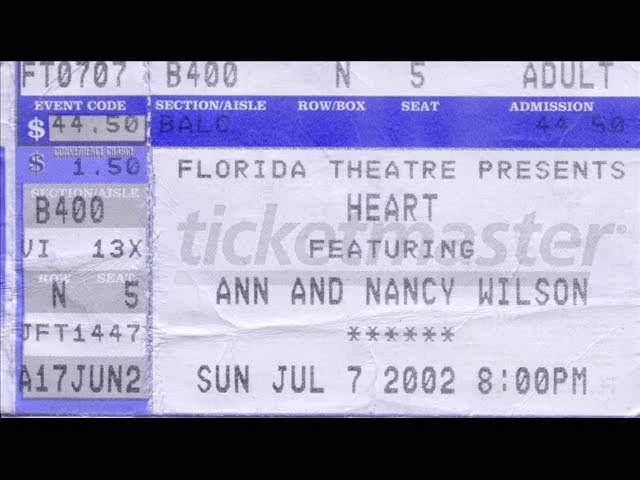 FT0707 B400 N 5 ADULT
EVENT CODE SECTION/AISLE ROW/BOX SEAT ADMISSION
$ 44.50 BALC 44.50
CONVENIENCE CHARGE
$ 1.50 FLORIDA THEATRE PRESENTS
SECTION/AISLE
B400 HEART
ticketmaster®
VI 13X FEATURING
ROW SEAT
N 5 ANN AND NANCY WILSON
JFT1447 ******
A17JUN2 SUN JUL 7 2002 8:00PM